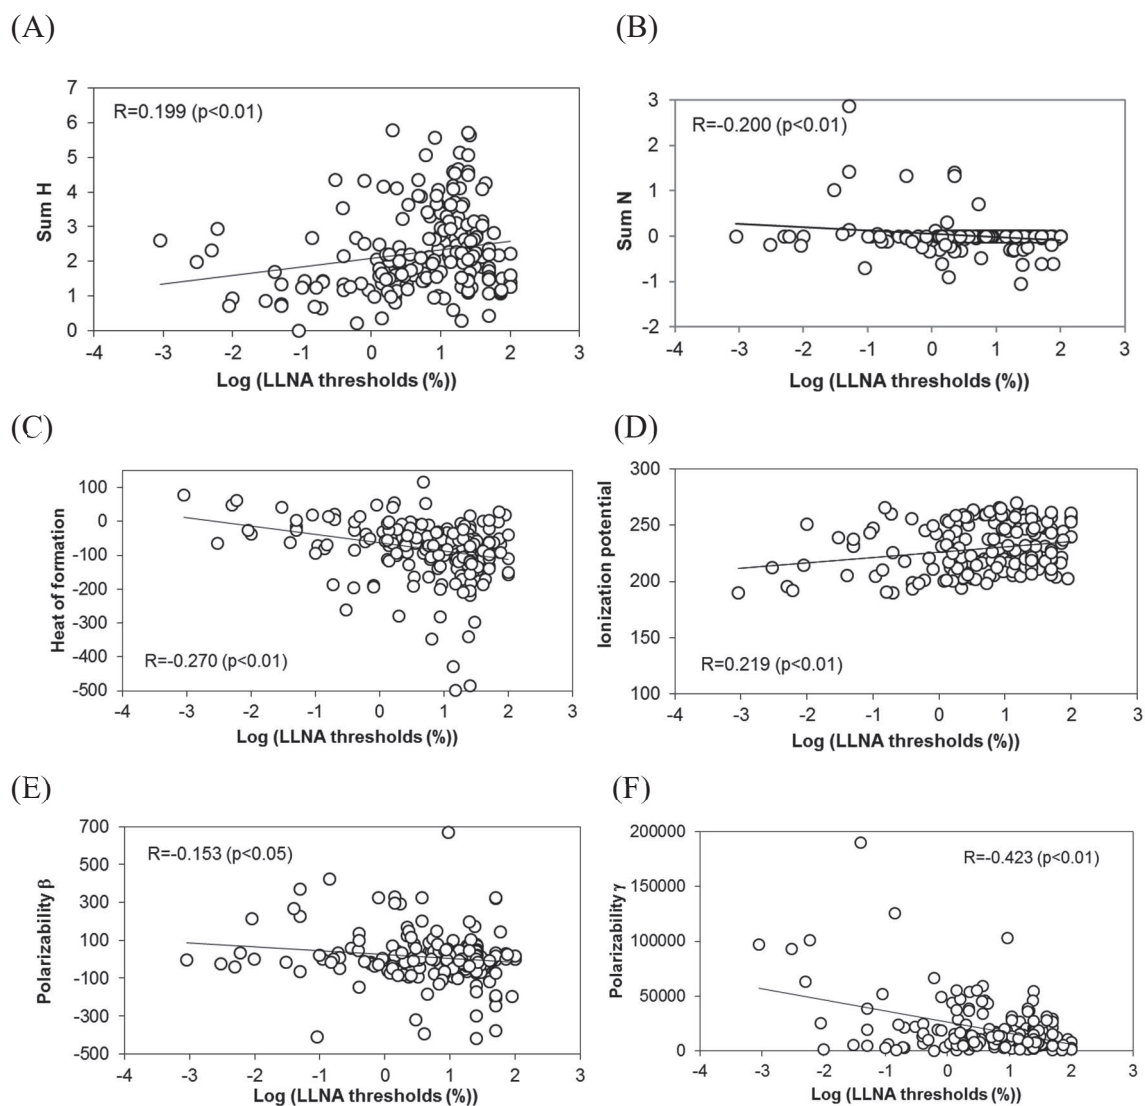 (A)
(B)
7
6
5
4
3
2
1
0
Sum H
R=0.199 (p<0.01)
-4 -3 -2 -1 0 1 2 3
Log (LLNA thresholds (%))
3
2
1
0
-1
-2
Sum N
R=-0.200 (p<0.01)
-4 -3 -2 -1 0 1 2 3
Log (LLNA thresholds (%))
(C)
(D)
100
0
-100
-200
-300
-400
-500
Heat of formation
R=-0.270 (p<0.01)
-4 -3 -2 -1 0 1 2 3
Log (LLNA thresholds (%))
300
250
200
150
100
Ionization potential
R=0.219 (p<0.01)
-4 -3 -2 -1 0 1 2 3
Log (LLNA thresholds (%))
(E)
(F)
700
500
300
100
-100
-300
-500
Polarizability β
R=-0.153 (p<0.05)
-4 -3 -2 -1 0 1 2 3
Log (LLNA thresholds (%))
200000
150000
100000
50000
0
Polarizability γ
R=-0.423 (p<0.01)
-4 -3 -2 -1 0 1 2 3
Log (LLNA thresholds (%))